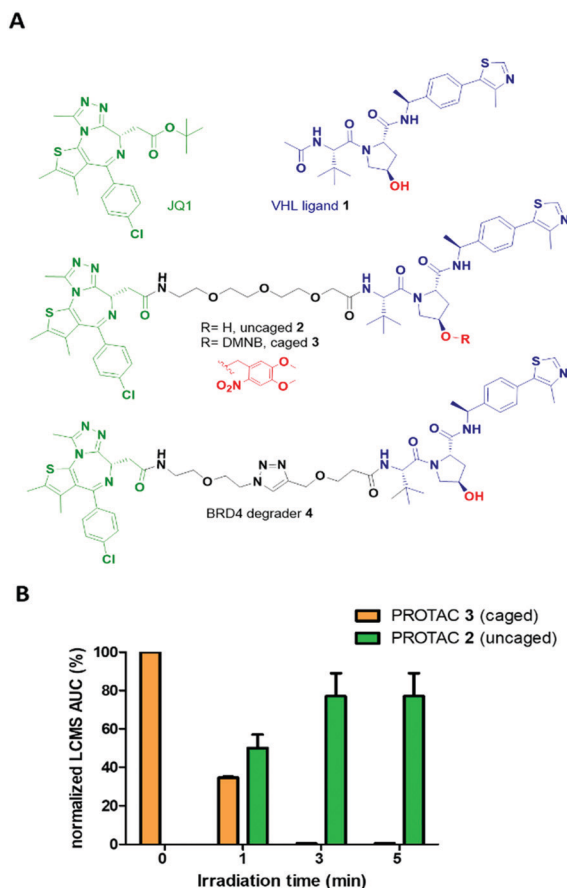 A
JQ1
VHL ligand 1
R= H, uncaged 2
R= DMNB, caged 3
BRD4 degrader 4
B
PROTAC 3 (caged)
PROTAC 2 (uncaged)
normalized LCMS AUC (%)
100
80
60
40
20
0
0 1 3 5
Irradiation time (min)